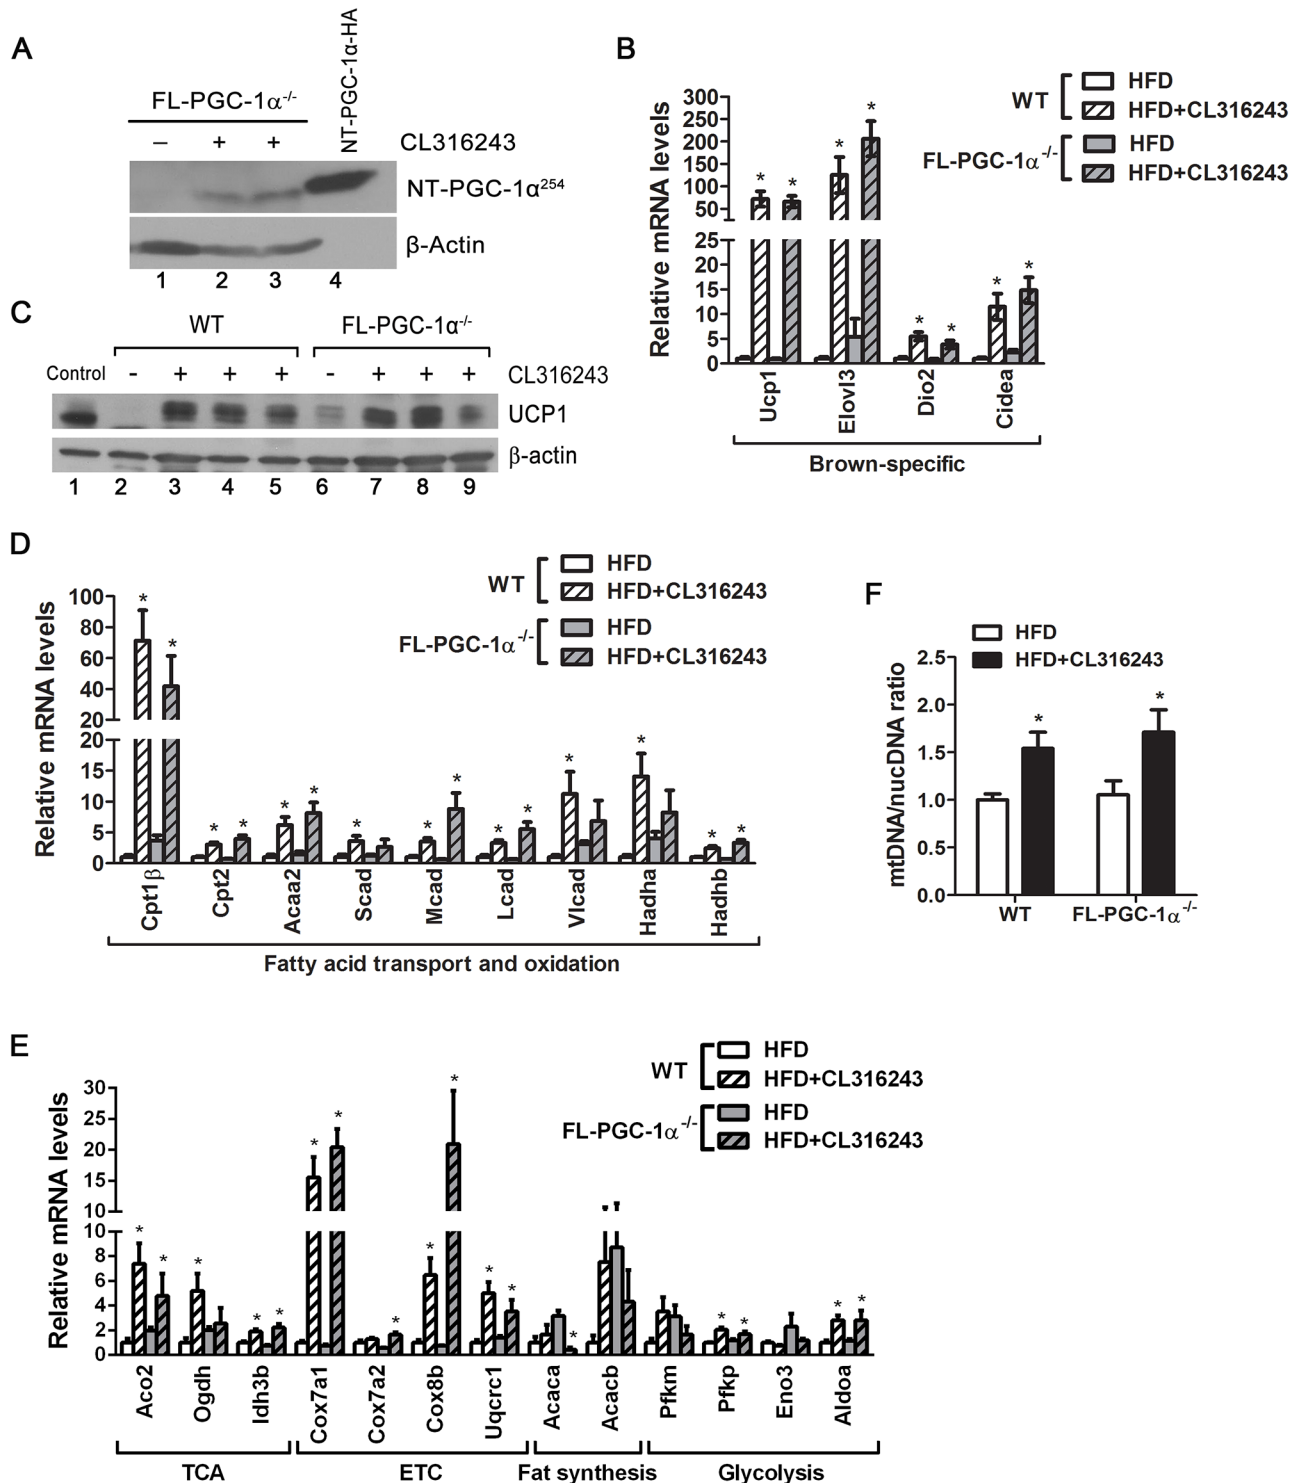 A
FL-PGC-1α-/-
NT-PGC-1α-HA
– + + CL316243
NT-PGC-1α254
β-Actin
1 2 3 4
B
WT
HFD
HFD+CL316243
FL-PGC-1α-/-
HFD
HFD+CL316243
Relative mRNA levels
300
250
200
150
100
50
25
20
15
10
5
0
* * * * * * * *
Ucp1 Elovl3 Dio2 Cidea
Brown-specific
C
WT FL-PGC-1α-/-
Control - + + + - + + + CL316243
UCP1
β-actin
1 2 3 4 5 6 7 8 9
D
WT
HFD
HFD+CL316243
FL-PGC-1α-/-
HFD
HFD+CL316243
Relative mRNA levels
100
80
60
40
20
20
15
10
5
0
* * * * * * * * * * * * * * *
Cpt1β Cpt2 Acaa2 Scad Mcad Lcad Vlcad Hadha Hadhb
Fatty acid transport and oxidation
F
HFD
HFD+CL316243
mtDNA/nucDNA ratio
2.5
2.0
1.5
1.0
0.5
0.0
* *
WT FL-PGC-1α-/-
E
WT
HFD
HFD+CL316243
FL-PGC-1α-/-
HFD
HFD+CL316243
Relative mRNA levels
30
25
20
15
10
10
8
6
4
2
0
* * * * * * * * * * * * * * * * *
Aco2 Ogdh Idh3b Cox7a1 Cox7a2 Cox8b Uqcrc1 Acaca Acacb Pfkm Pfkp Eno3 Aldoa
TCA ETC Fat synthesis Glycolysis